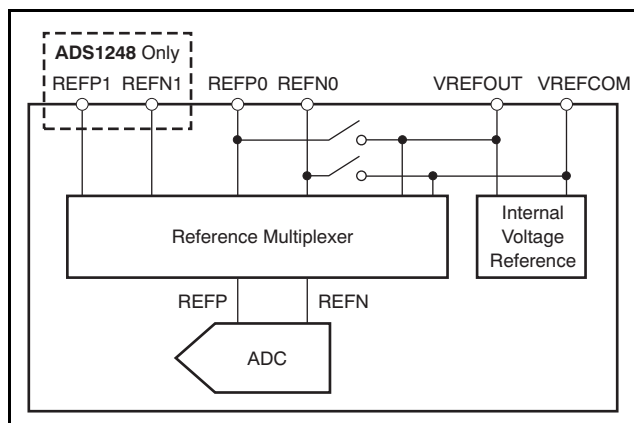 ADS1248 Only
REFP1 REFN1 REFP0 REFN0 VREFOUT VREFCOM
Reference Multiplexer
Internal
Voltage
Reference
REFP REFN
ADC